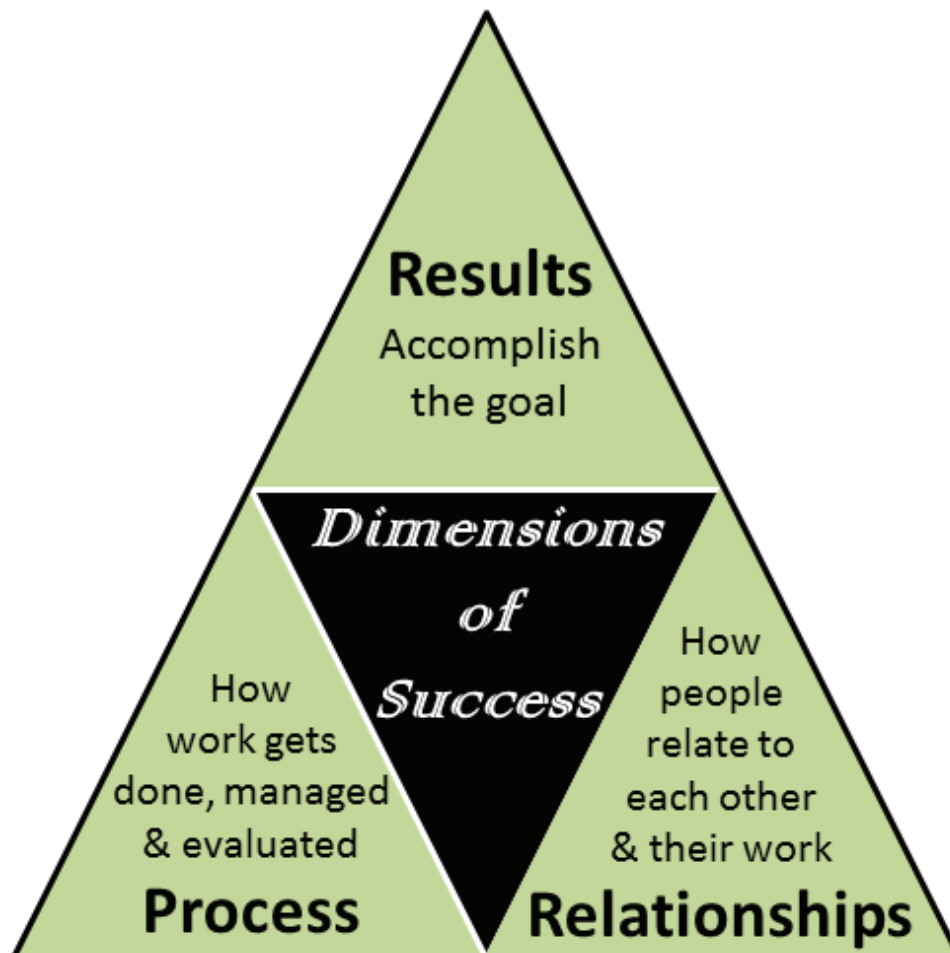 Results
Accomplish
the goal
Dimensions
of
Success
How
work gets
done, managed
& evaluated
Process
How
people
relate to
each other
& their work
Relationships